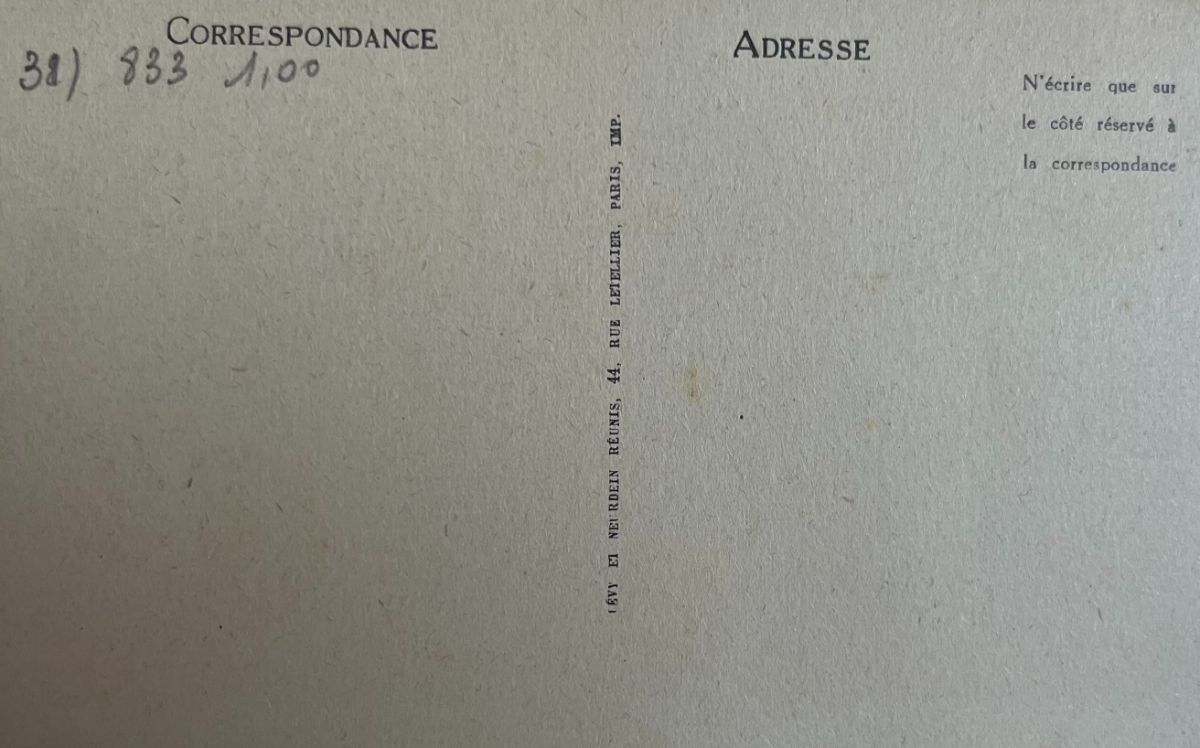 CORRESPONDANCE
38) 833 1,00
LÉVY ET NEURDEIN RÉUNIS, 44, RUE LETELLIER, PARIS, IMP.
ADRESSE
N'écrire que sur
le côté réservé à
la correspondance